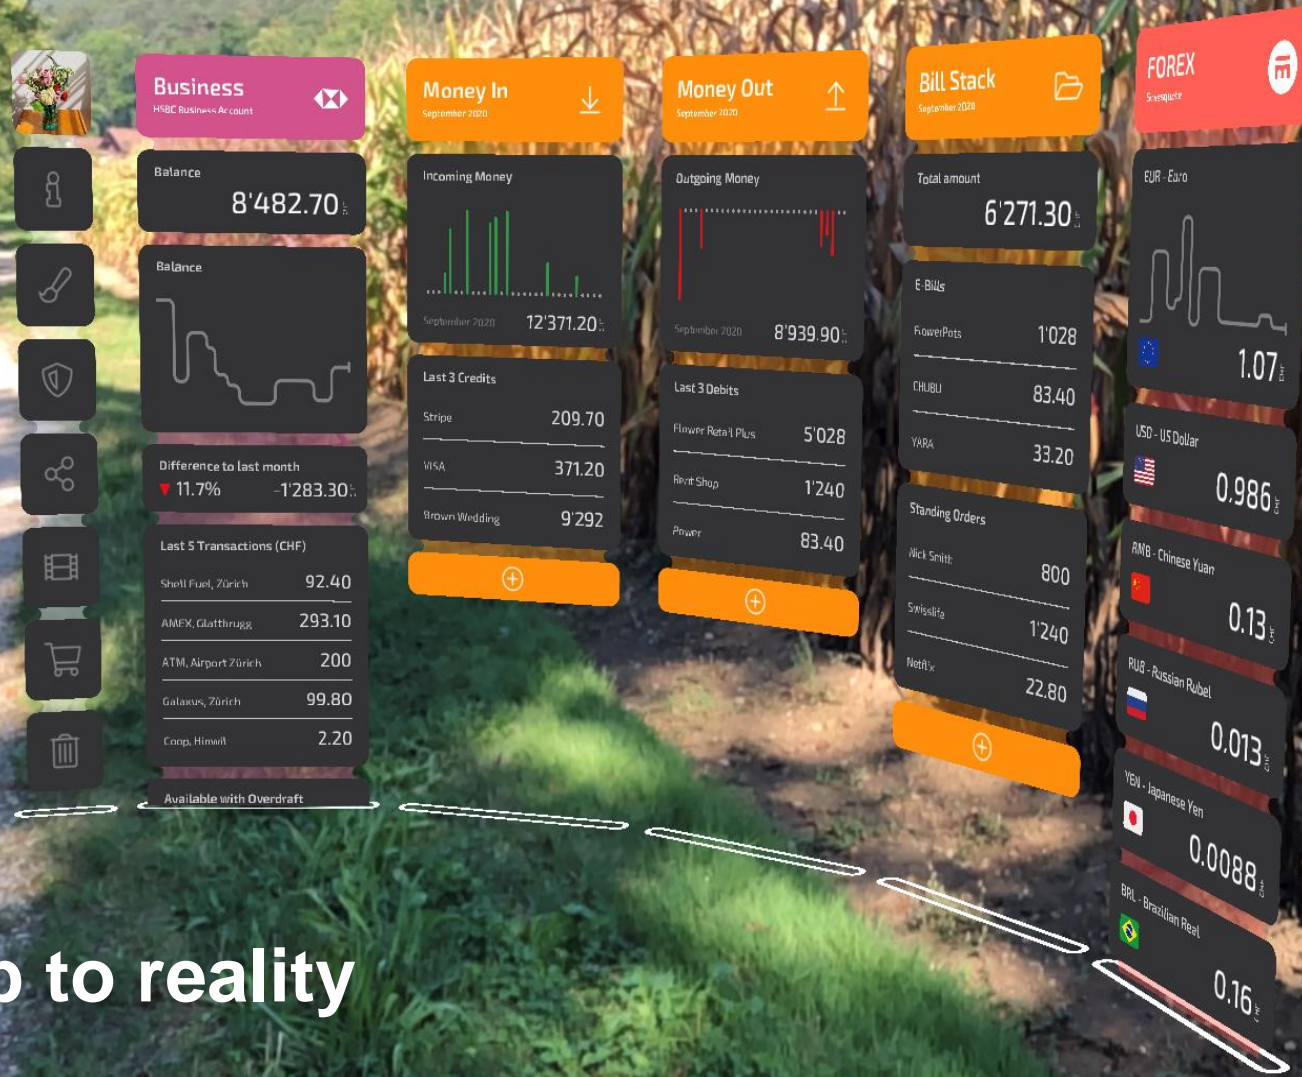 Business
HSBC Business Account
Balance
8'482.70
Balance
Difference to last month
11.7% -1'283.30
Last 5 Transactions (CHF)
Shell Fuel, Zürich 92.40
AMEX, Glattbrugg 293.10
ATM, Airport Zürich 200
Galaxus, Zürich 99.80
Coop, Hinwil 2.20
Available with Overdraft
Money In
September 2020
Incoming Money
September 2020 12'371.20
Last 3 Credits
Stripe 209.70
VISA 371.20
Brown Wedding 9'292
Money Out
September 2020
Outgoing Money
September 2020 8'939.90
Last 3 Debits
Flower Retail Plus 5'028
Rent Shop 1'240
Power 83.40
Bill Stack
September 2020
Total amount
6'271.30
E-Bills
FlowerPots 1'028
CHUBU 83.40
YARA 33.20
Standing Orders
Nick Smith 800
Swisslife 1'240
Netflix 22.80
FOREX
Swissquote
EUR - Euro
1.07 CHF
USD - US Dollar
0.986 CHF
RMB - Chinese Yuan
0.13 CHF
RUB - Russian Rubel
0.013 CHF
YEN - Japanese Yen
0.0088 CHF
BRL - Brazilian Real
0.16 CHF
to reality